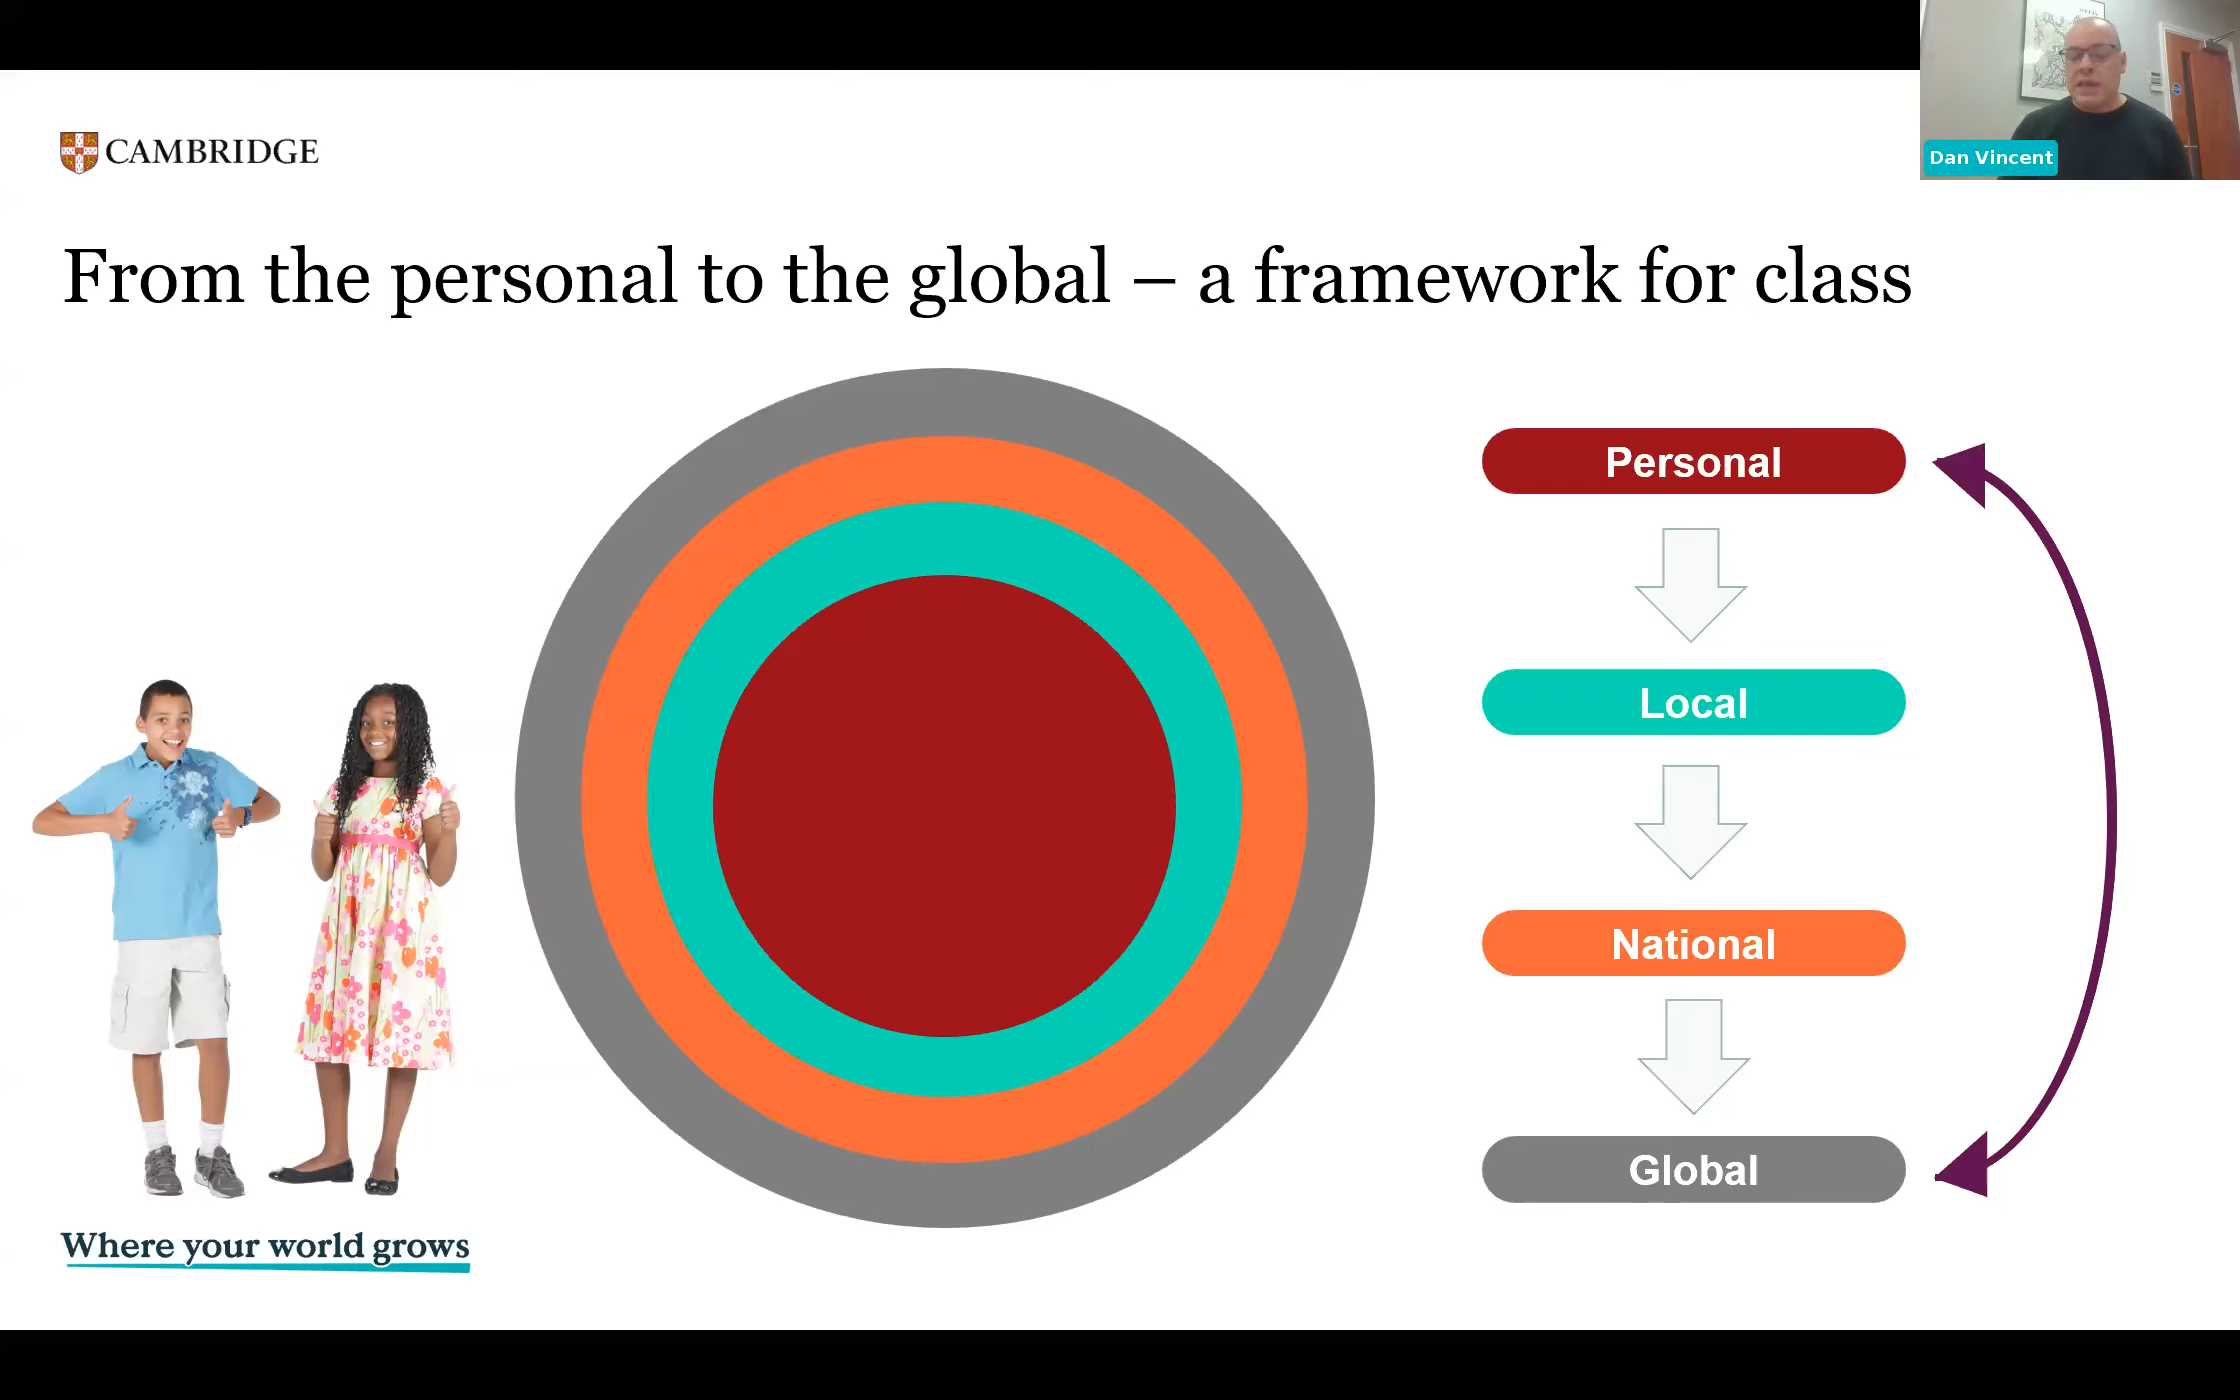 CAMBRIDGE
Dan Vincent
From the personal to the global – a framework for class
Personal
Local
National
Global
Where your world grows